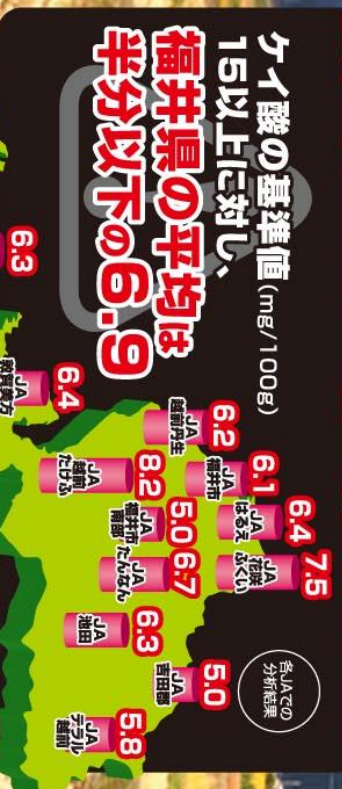 ケイ酸の基準値(mg/100g)
15以上に対し、
福井県の平均は
半分以下の6.9
各JAでの
分析結果
7.5
JA
花咲
ふくい
6.4
JA
はるえ
6.1
JA
福井市
6.2
JA
越前丹生
5.0
JA
吉田郡
6.7
JA
たんなん
5.0
JA
福井市
南部
8.2
JA
越前
たけふ
6.3
JA
池田
5.8
JA
テラル
越前
6.4
JA
敦賀美方
6.3